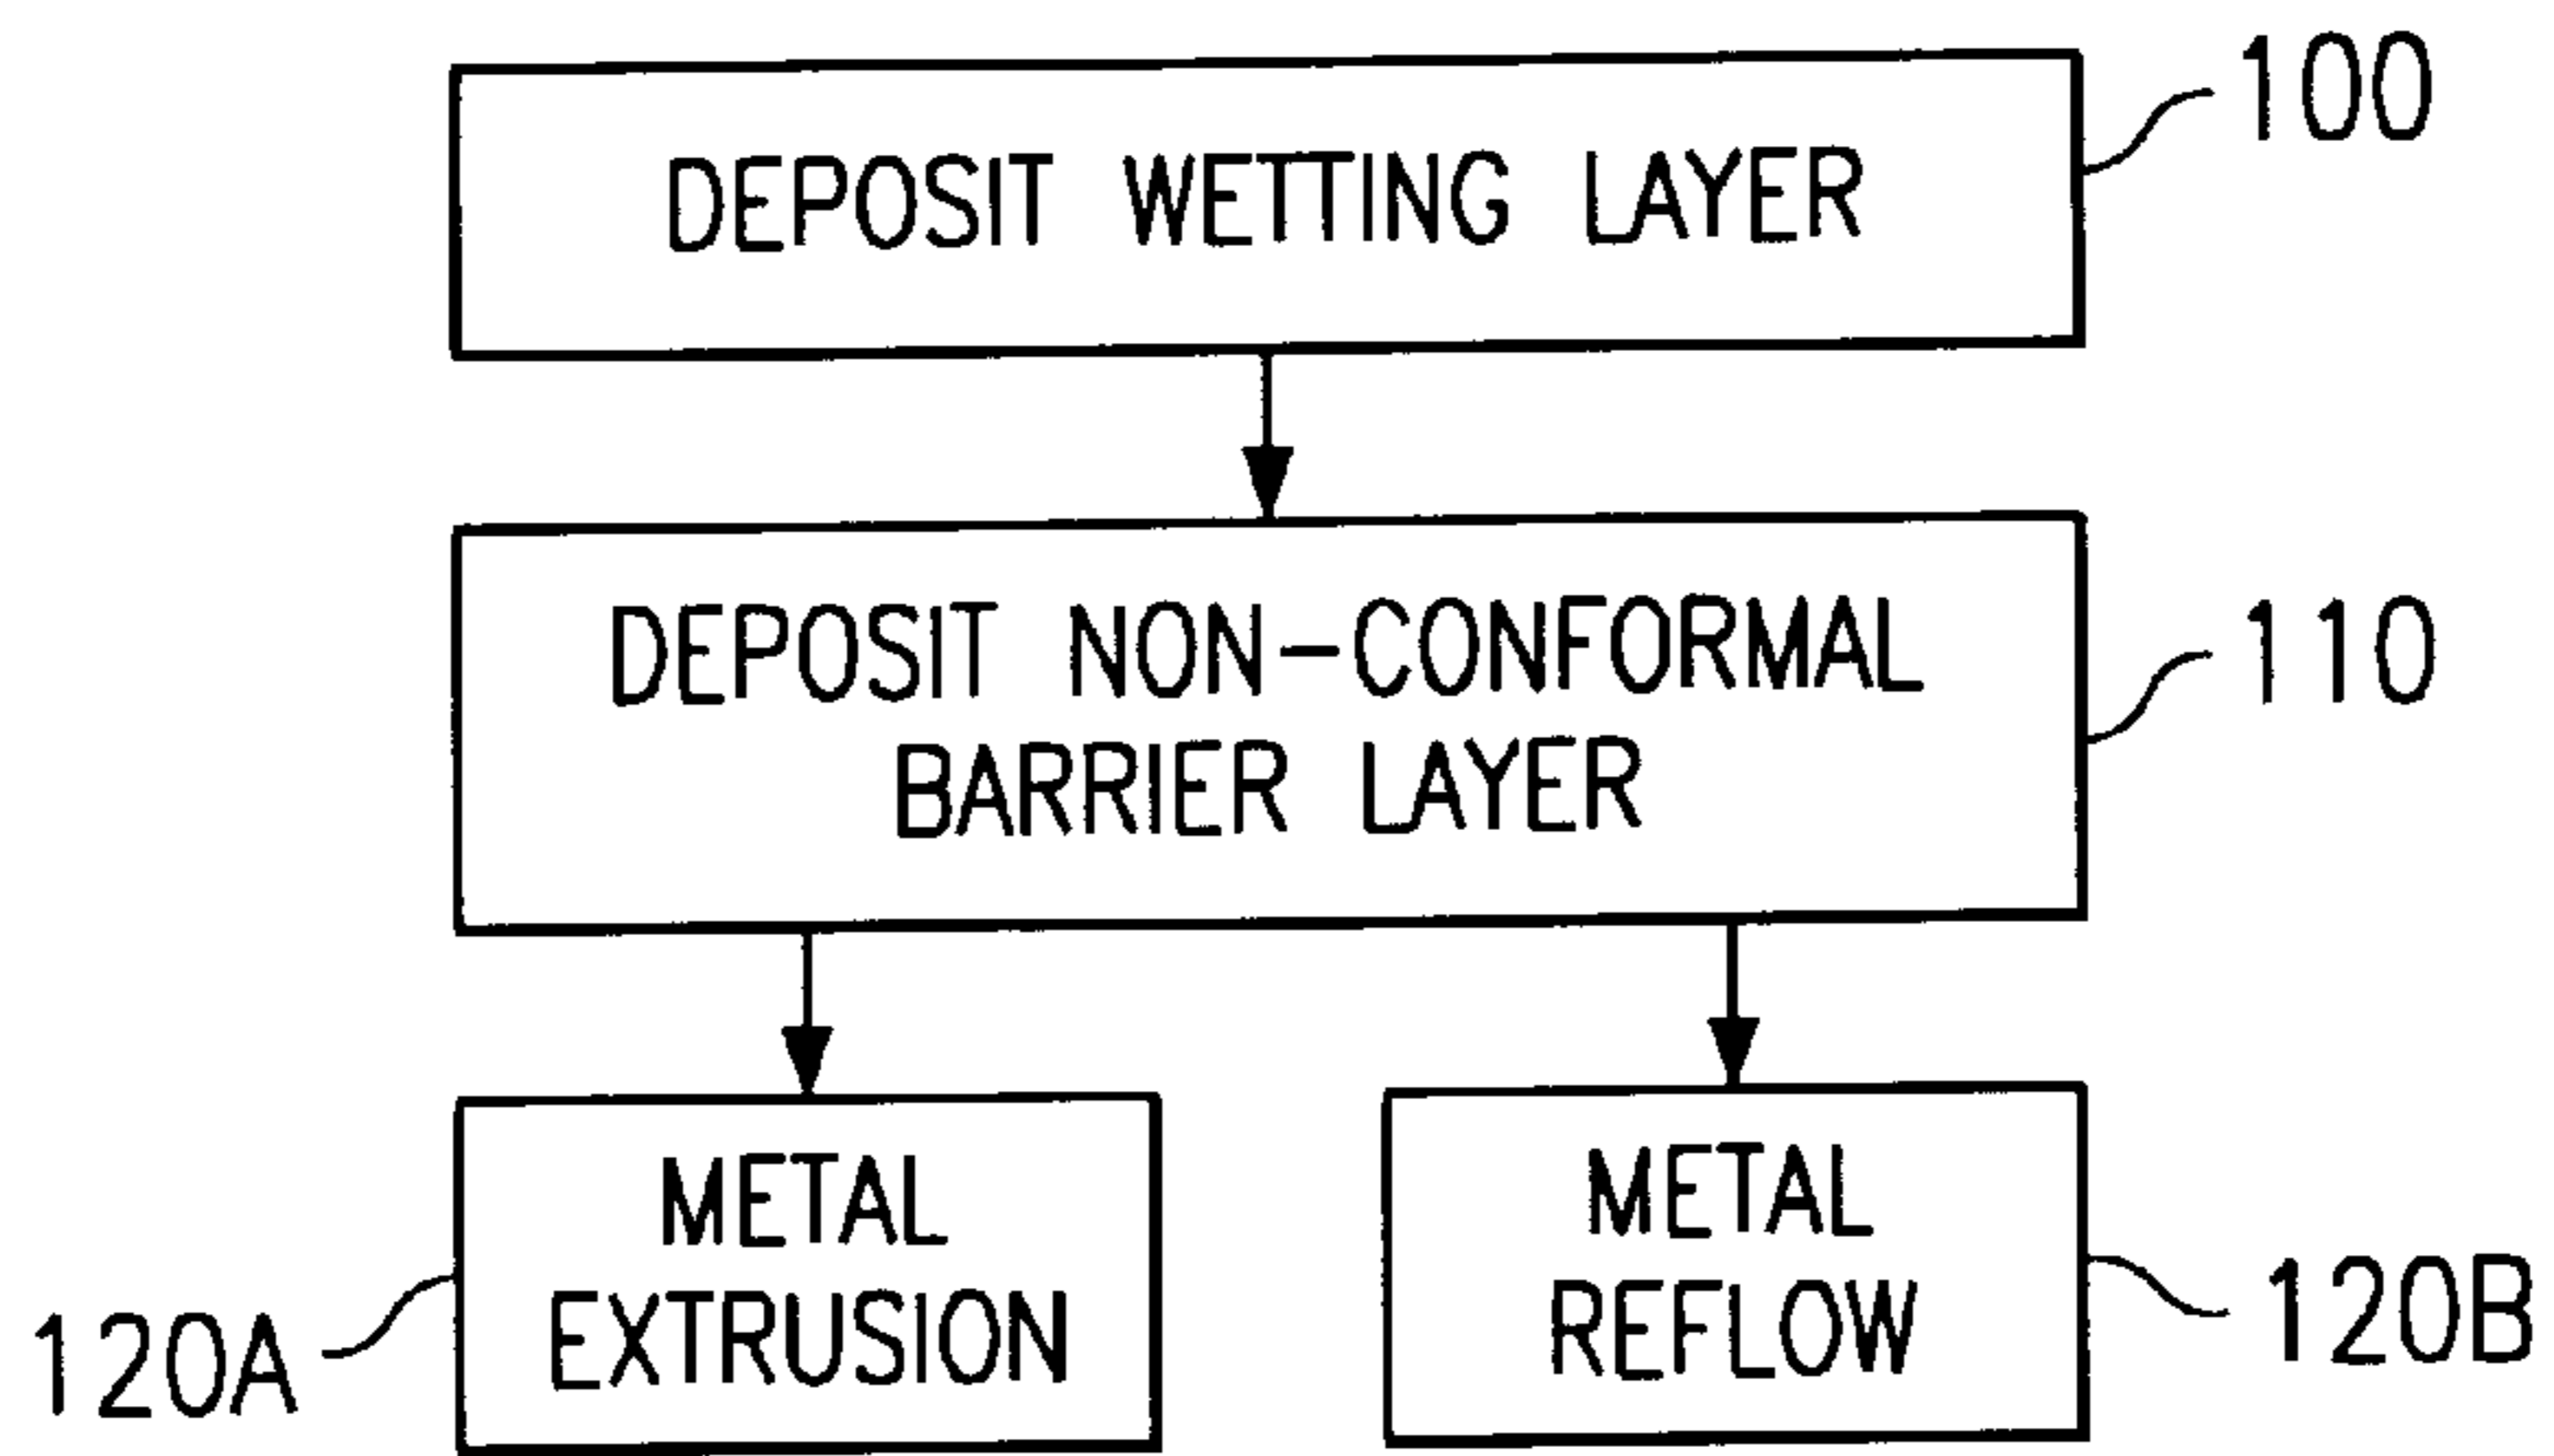 DEPOSIT WETTING LAYER
100
DEPOSIT NON-CONFORMAL
BARRIER LAYER
110
METAL
EXTRUSION
120A
METAL
REFLOW
120B